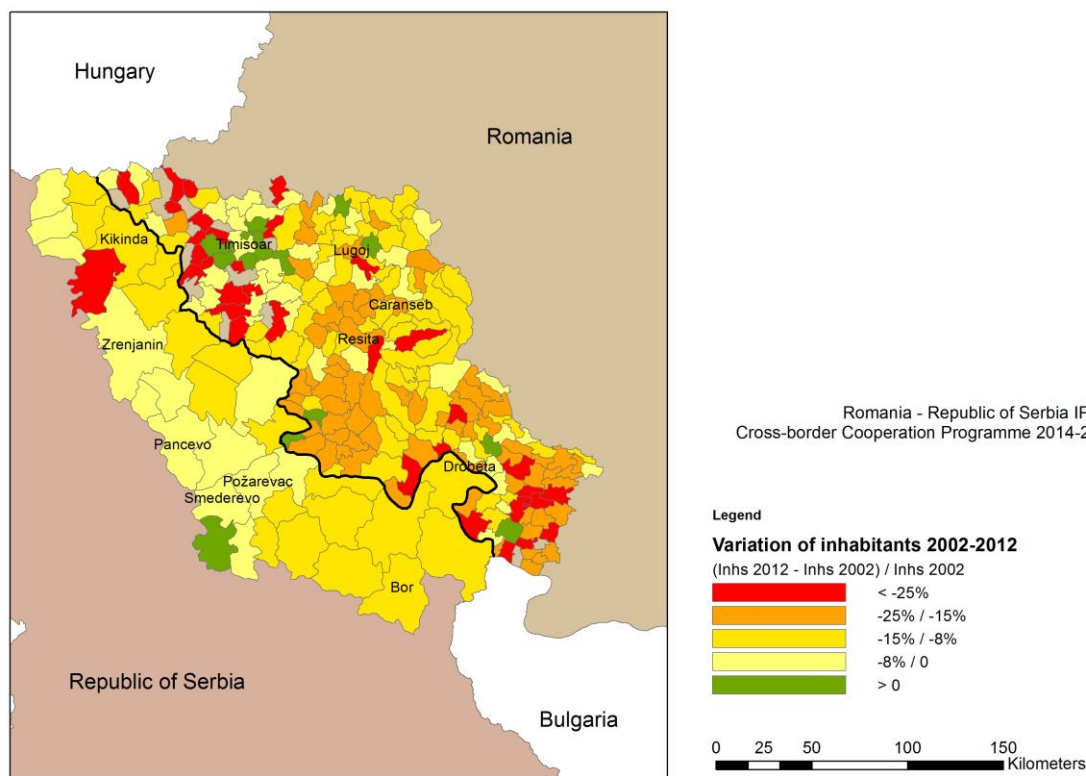 Hungary
Romania
Kikinda
Timisoar
Lugoj
Caransеb
Zrenjanin
Resita
Pancevo
Požarevac
Smederevo
Drobeta
Bor
Republic of Serbia
Bulgaria
Romania - Republic of Serbia IP
Cross-border Cooperation Programme 2014-2
Legend
Variation of inhabitants 2002-2012
(Inhs 2012 - Inhs 2002) / Inhs 2002
< -25%
-25% / -15%
-15% / -8%
-8% / 0
> 0
0 25 50 100 150
Kilometers